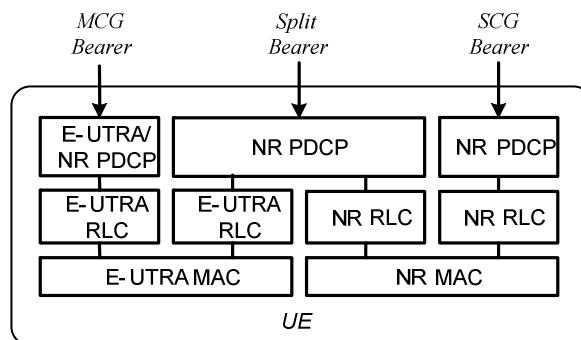 MCG
Bearer
Split
Bearer
SCG
Bearer
E-UTRA/
NR PDCP
NR PDCP
NR PDCP
E-UTRA
RLC
E-UTRA
RLC
NR RLC
NR RLC
E-UTRA MAC
NR MAC
UE